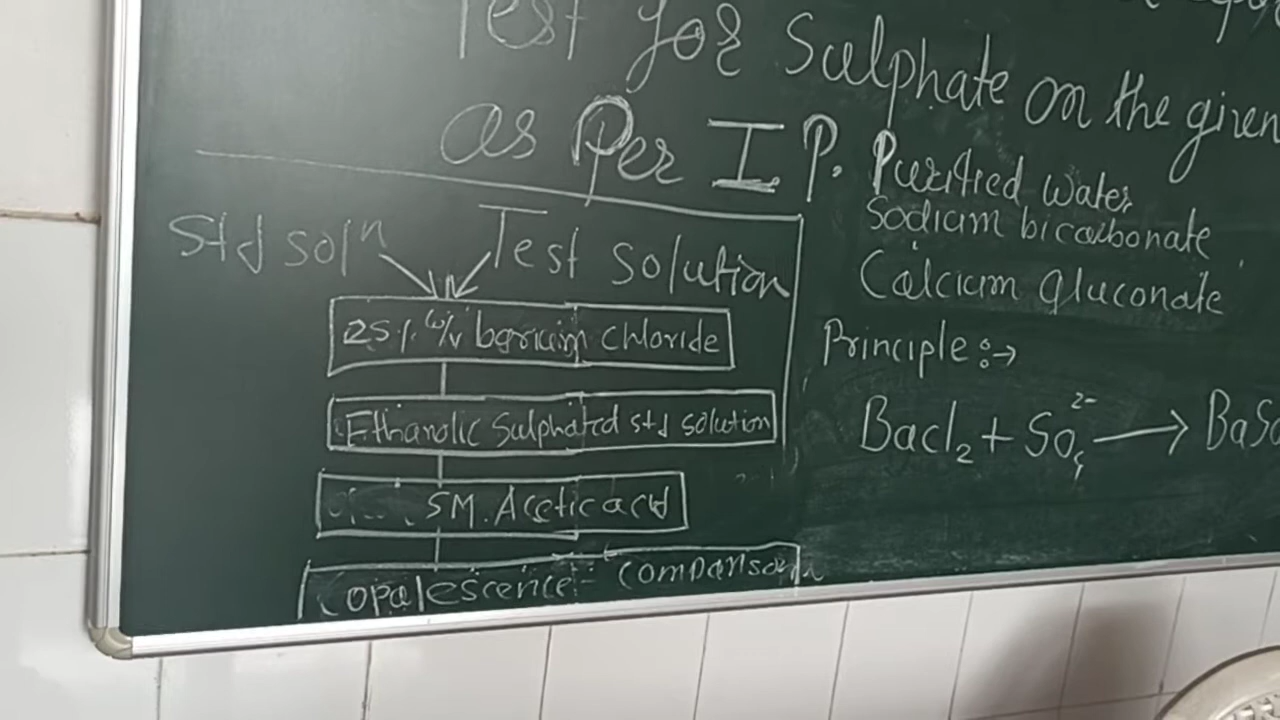 Test for Sulphate on the given
as Per I.P.
Purified water
Sodium bicarbonate
Calcium gluconate
Std solⁿ
Test solution
25% w/v barium chloride
Ethanolic Sulphated std solution
5M. Acetic acid
Opalescence - Comparison
Principle :→
BaCl₂ + SO₄²⁻ → BaSO